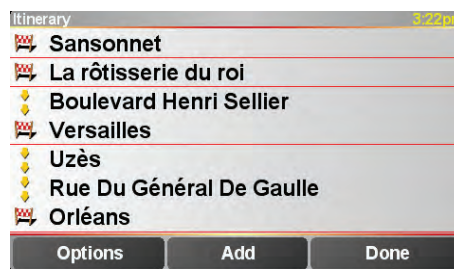 Itinerary 3:22p
Sansonnet
La rôtisserie du roi
Boulevard Henri Sellier
Versailles
Uzès
Rue Du Général De Gaulle
Orléans
Options Add Done